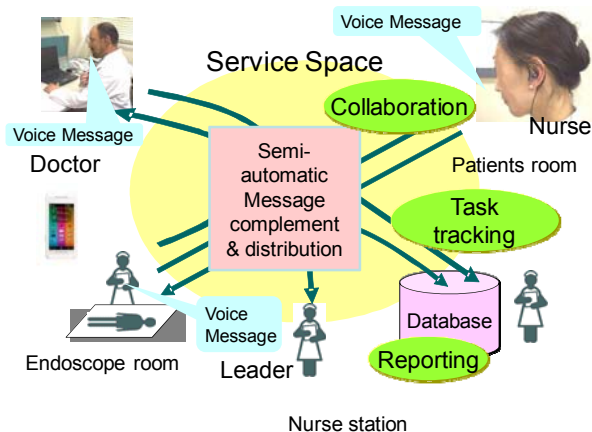 Voice Message
Service Space
Collaboration
Voice Message
Doctor
Nurse
Patients room
Semi-
automatic
Message
complement
& distribution
Task
tracking
Voice
Message
Database
Reporting
Endoscope room
Leader
Nurse station